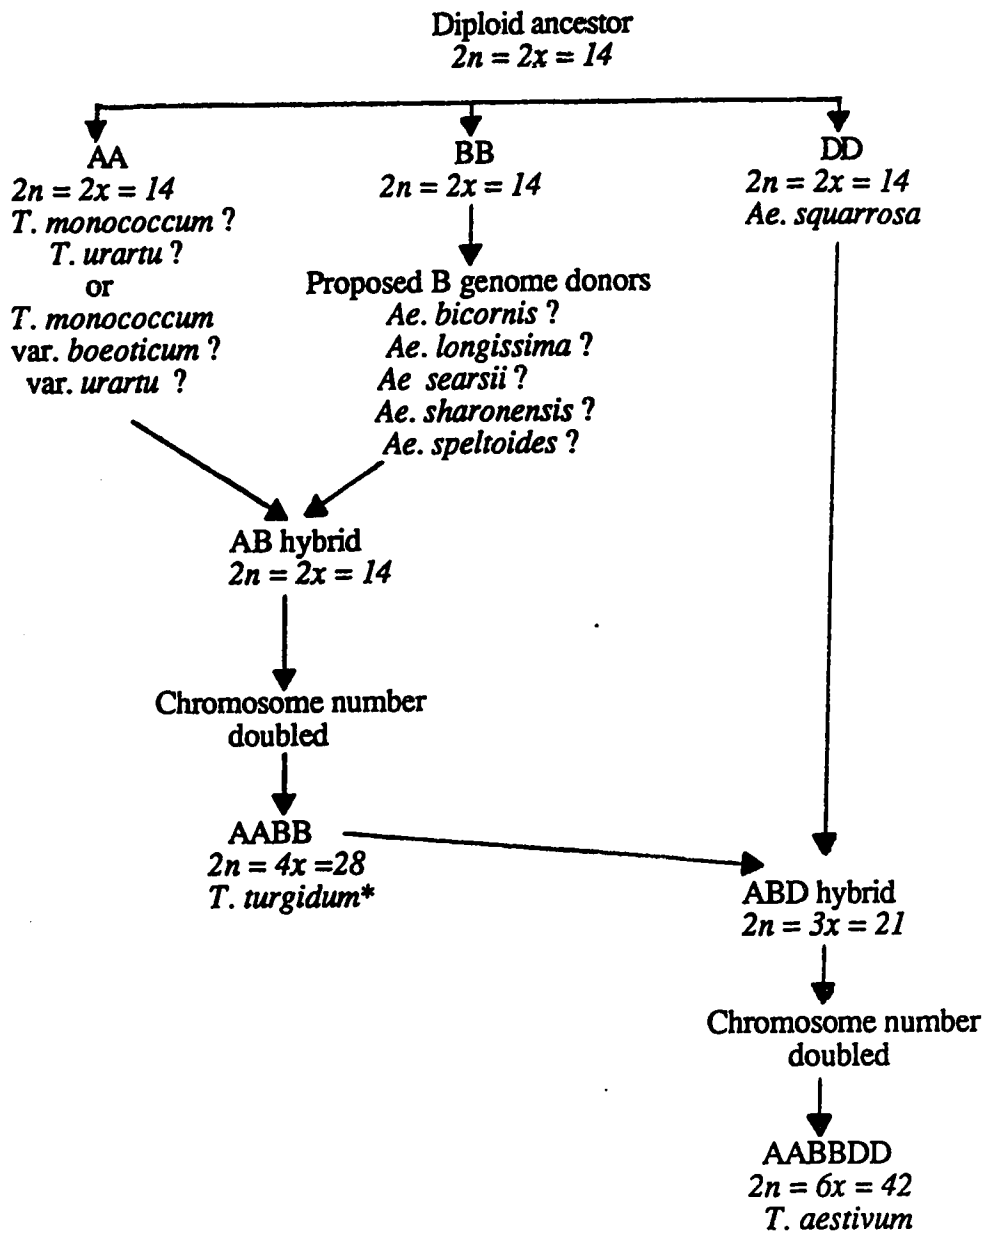 Diploid ancestor
2n = 2x = 14
AA
2n = 2x = 14
T. monococcum ?
T. urartu ?
or
T. monococcum
var. boeoticum ?
var. urartu ?
BB
2n = 2x = 14
Proposed B genome donors
Ae. bicornis ?
Ae. longissima ?
Ae searsii ?
Ae. sharonensis ?
Ae. speltoides ?
DD
2n = 2x = 14
Ae. squarrosa
AB hybrid
2n = 2x = 14
Chromosome number
doubled
AABB
2n = 4x =28
T. turgidum*
ABD hybrid
2n = 3x = 21
Chromosome number
doubled
AABBDD
2n = 6x = 42
T. aestivum